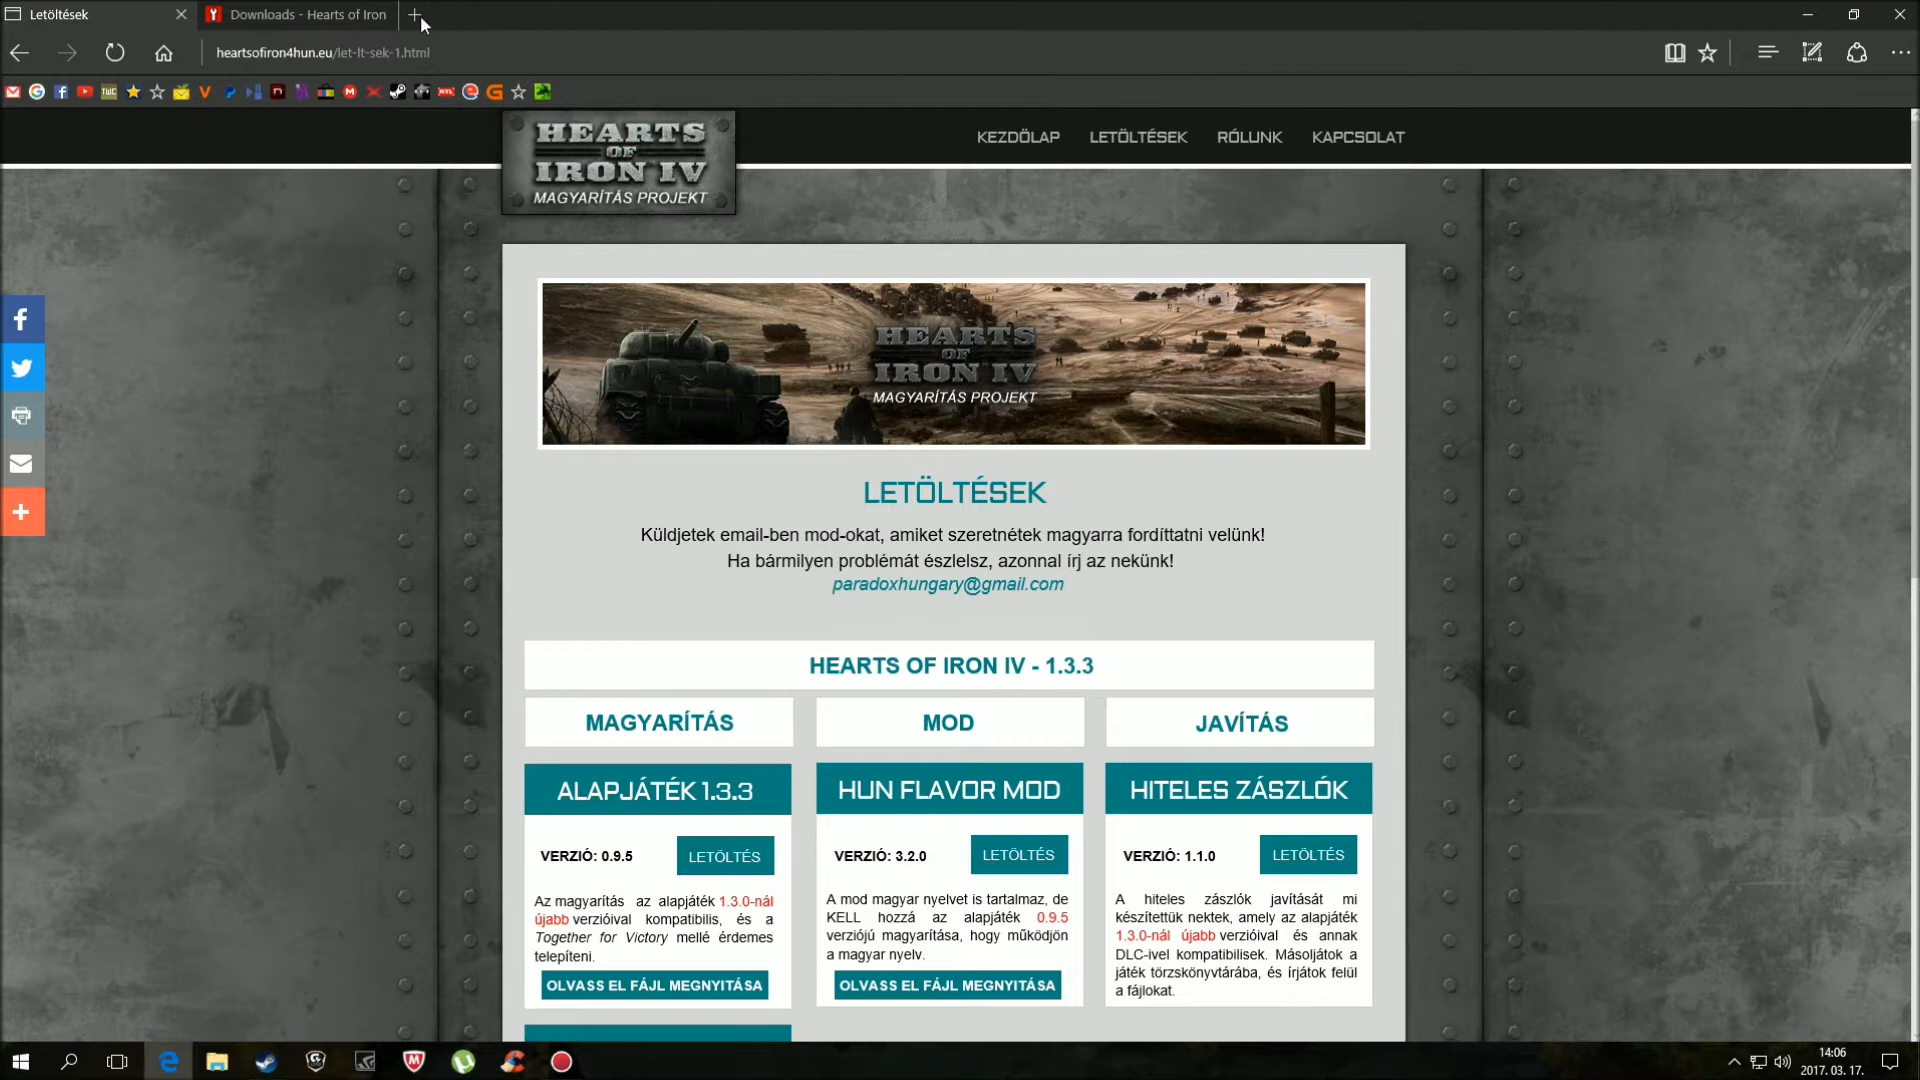 Letöltések
Downloads - Hearts of Iron
heartsofiron4hun.eu/let-lt-sek-1.html
HEARTS
OF
IRON IV
MAGYARÍTÁS PROJEKT
KEZDŐLAP LETÖLTÉSEK RÓLUNK KAPCSOLAT
HEARTS
OF
IRON IV
MAGYARÍTÁS PROJEKT
LETÖLTÉSEK
Küldjetek email-ben mod-okat, amiket szeretnétek magyarra fordíttatni velünk!
Ha bármilyen problémát észlelsz, azonnal írj az nekünk!
paradoxhungary@gmail.com
HEARTS OF IRON IV - 1.3.3
MAGYARÍTÁS
MOD
JAVÍTÁS
ALAPJÁTÉK 1.3.3
VERZIÓ: 0.9.5
LETÖLTÉS
Az magyarítás az alapjáték 1.3.0-nál
újabb verzióival kompatibilis, és a
Together for Victory mellé érdemes
telepíteni.
OLVASS EL FÁJL MEGNYITÁSA
HUN FLAVOR MOD
VERZIÓ: 3.2.0
LETÖLTÉS
A mod magyar nyelvet is tartalmaz, de
KELL hozzá az alapjáték 0.9.5
verziójú magyarítása, hogy működjön
a magyar nyelv.
OLVASS EL FÁJL MEGNYITÁSA
HITELES ZÁSZLÓK
VERZIÓ: 1.1.0
LETÖLTÉS
A hiteles zászlók javítását mi
készítettük nektek, amely az alapjáték
1.3.0-nál újabb verzióival és annak
DLC-ivel kompatibilisek. Másoljátok a
játék törzskönyvtárába, és írjátok felül
a fájlokat.
14:06
2017. 03. 17.